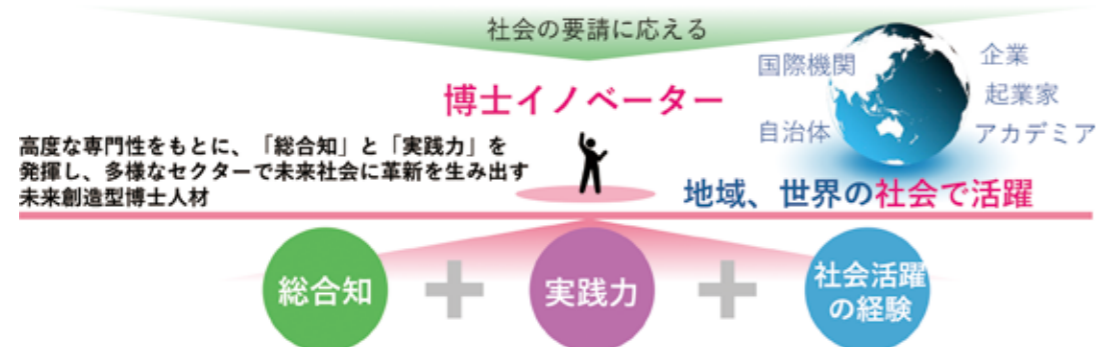 社会の要請に応える
博士イノベーター
国際機関
企業
起業家
自治体
アカデミア
高度な専門性をもとに、「総合知」と「実践力」を
発揮し、多様なセクターで未来社会に革新を生み出す
未来創造型博士人材
地域、世界の社会で活躍
総合知
実践力
社会活躍
の経験